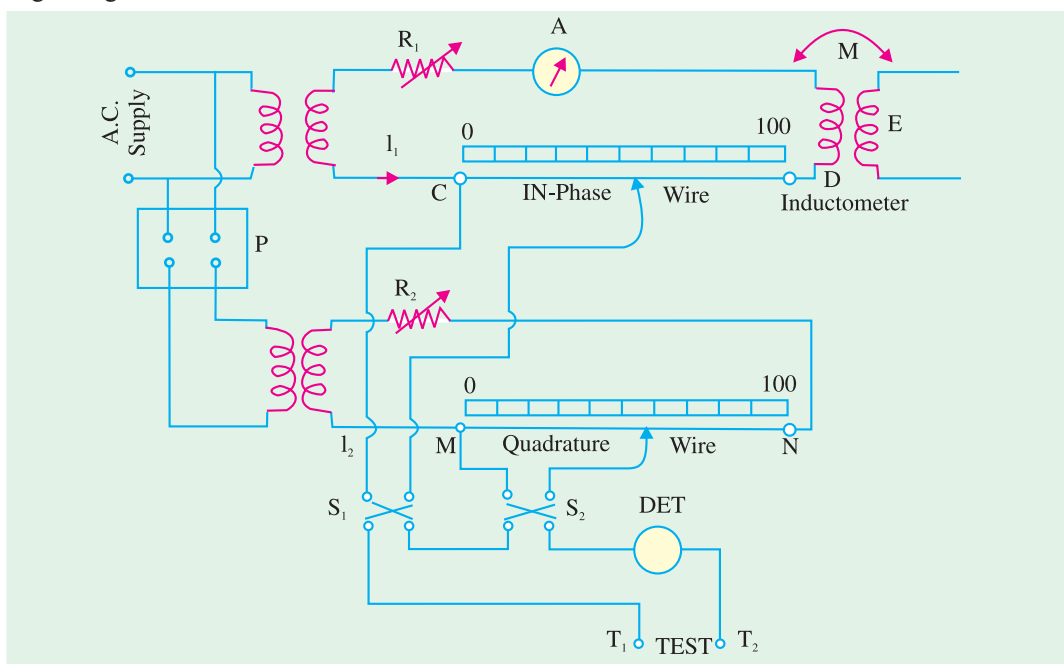 A
R₁
M
A.C.
Supply
0
100
E
l₁
C
IN-Phase Wire
D
Inductometer
P
R₂
0
100
l₂
M
Quadrature Wire
N
S₁
S₂
DET
T₁ TEST T₂